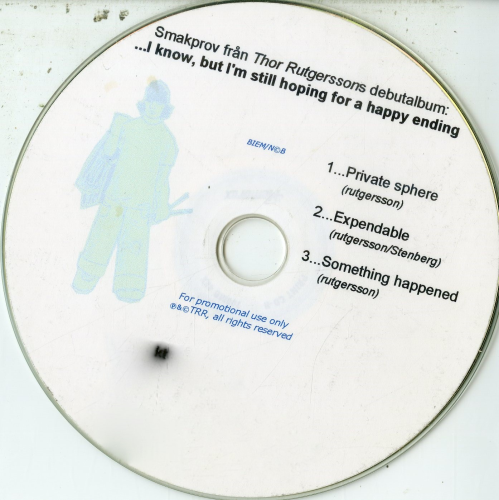 Smakprov från Thor Rutgerssons debutalbum:
...I know, but I'm still hoping for a happy ending
BIEM/N©B
1...Private sphere
(rutgersson)
2...Expendable
(rutgersson/Stenberg)
3...Something happened
(rutgersson)
For promotional use only
℗&©TRR, all rights reserved